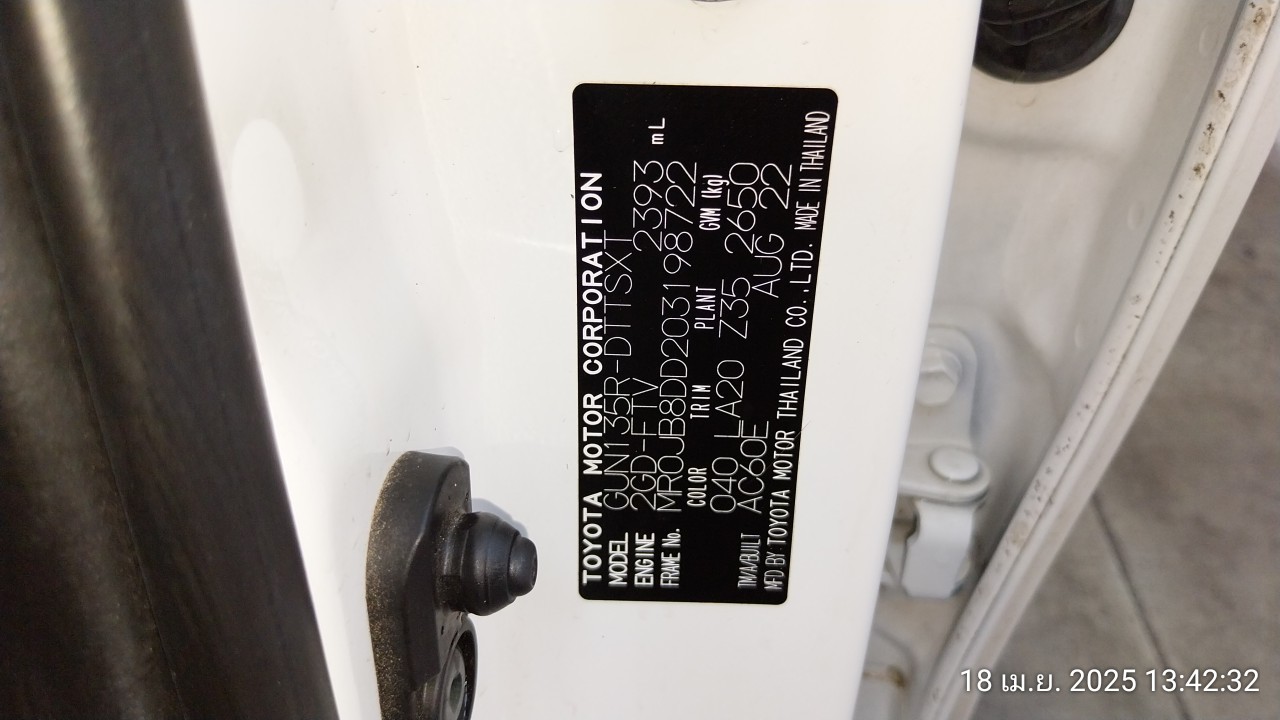 TOYOTA MOTOR CORPORATION
MODEL GUN135R-DTTSXT
ENGINE 2GD-FTV 2393 mL
FRAME No. MR0JB8DD203198722
COLOR TRIM PLANT GVM (kg)
040 LA20 Z35 2650
TM/A/BUILT AC60E AUG 22
MFD BY TOYOTA MOTOR THAILAND CO.,LTD. MADE IN THAILAND
18 เม.ย. 2025 13:42:32